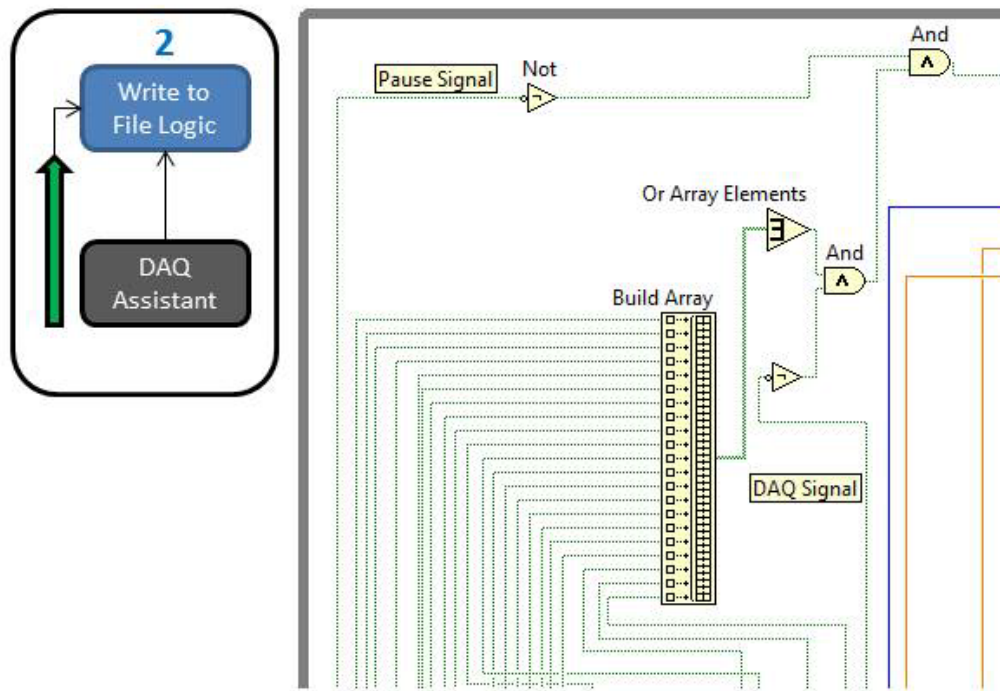 2
Write to
File Logic
DAQ
Assistant
Pause Signal
Not
And
Or Array Elements
And
Build Array
DAQ Signal